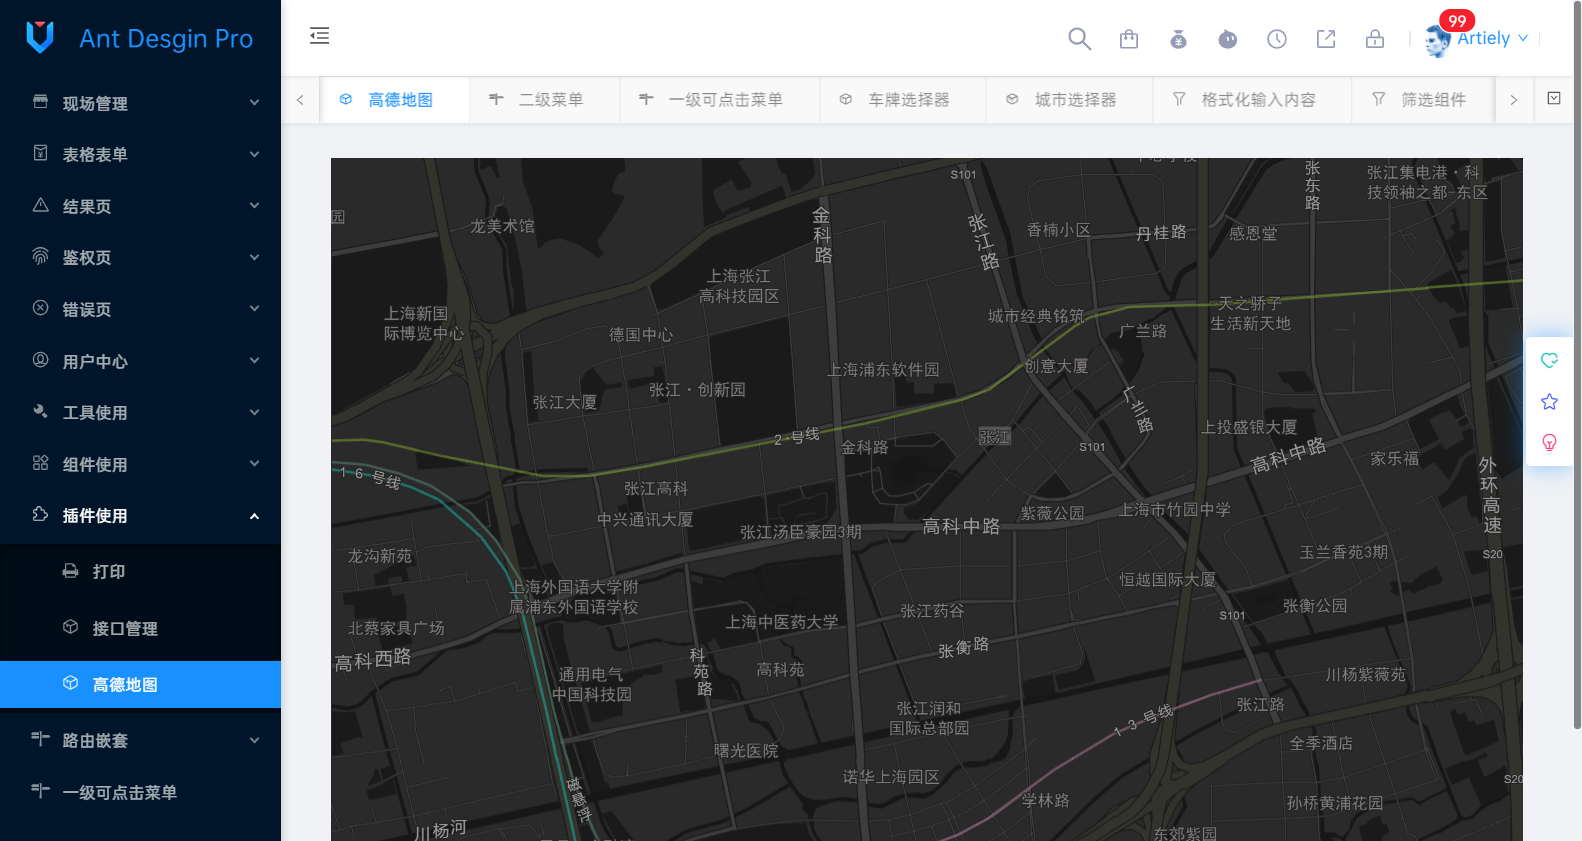 Ant Desgin Pro
99
Artiely
现场管理
表格表单
结果页
鉴权页
错误页
用户中心
工具使用
组件使用
插件使用
打印
接口管理
高德地图
路由嵌套
一级可点击菜单
高德地图
二级菜单
一级可点击菜单
车牌选择器
城市选择器
格式化输入内容
筛选组件
S101
张东路
张江集电港·科
技领袖之都-东区
园
龙美术馆
金科路
张江路
香楠小区
丹桂路
感恩堂
上海张江
高科技园区
上海新国
际博览中心
德国中心
城市经典铭筑
天之骄子
生活新天地
广兰路
上海浦东软件园
创意大厦
张江·创新园
张江大厦
广兰路
2号线
金科路
张江
S101
上投盛银大厦
高科中路
家乐福
16号线
外环高速
张江高科
中兴通讯大厦
张江汤臣豪园3期
高科中路
紫薇公园
上海市竹园中学
龙沟新苑
玉兰香苑3期
S20
上海外国语大学附
属浦东外国语学校
恒越国际大厦
张江药谷
张衡公园
S101
北蔡家具广场
上海中医药大学
高科西路
科苑路
张衡路
通用电气
中国科技园
高科苑
川杨紫薇苑
张江润和
国际总部园
13号线
张江路
曙光医院
全季酒店
诺华上海园区
S20
磁悬浮
学林路
孙桥黄浦花园
川杨河
东郊紫园